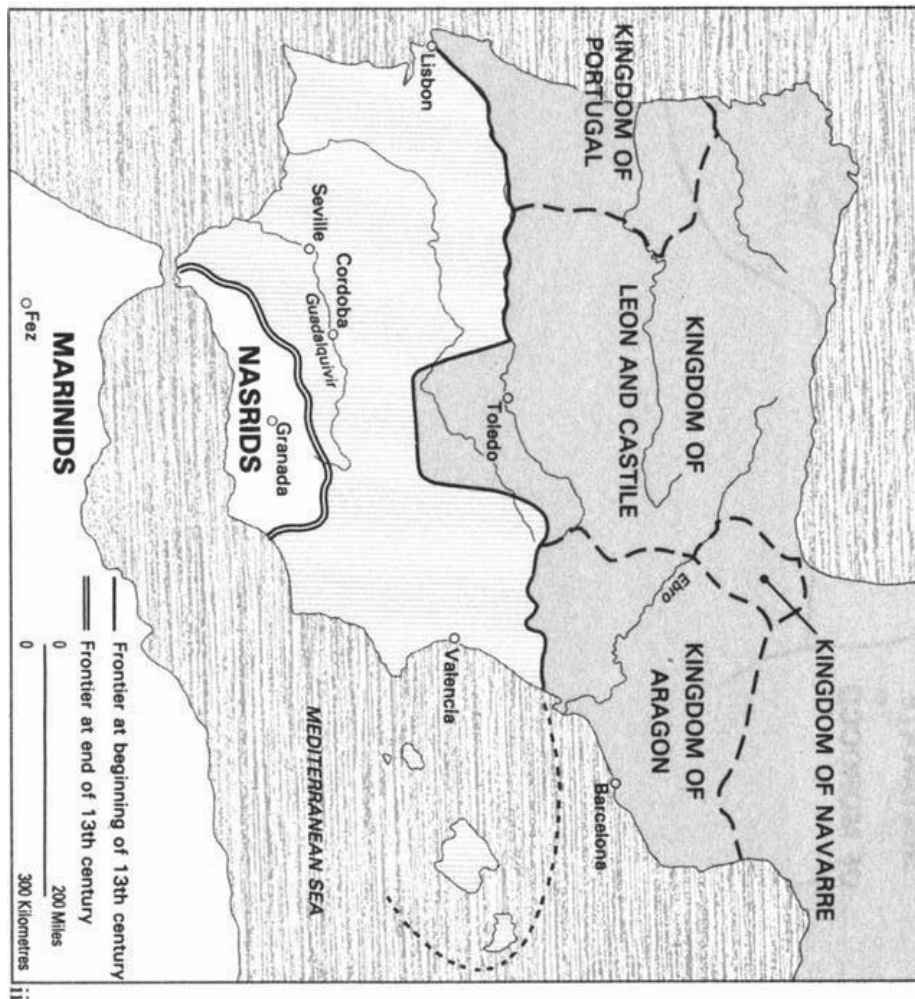 KINGDOM OF NAVARRE
KINGDOM OF
PORTUGAL
KINGDOM OF
LEON AND CASTILE
KINGDOM OF
ARAGON
Ebro
Barcelona
Lisbon
Toledo
Valencia
Seville
Cordoba
Guadalquivir
NASRIDS
Granada
MEDITERRANEAN SEA
MARINIDS
Fez
Frontier at beginning of 13th century
Frontier at end of 13th century
0 200 Miles
0 300 Kilometres